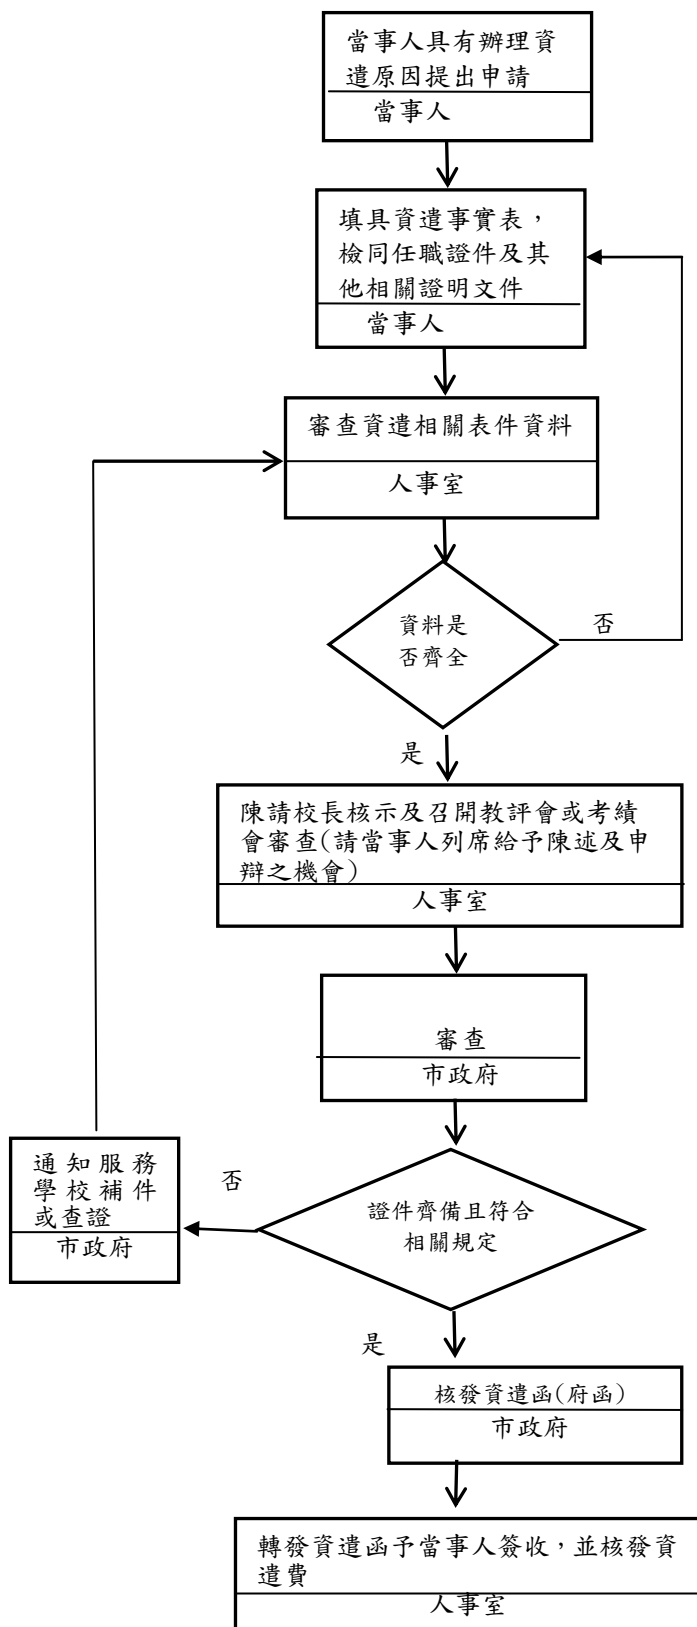 當事人具有辦理資
遣原因提出申請
當事人
填具資遣事實表，
檢同任職證件及其
他相關證明文件
當事人
審查資遣相關表件資料
人事室
資料是
否齊全
否
是
陳請校長核示及召開教評會或考績
會審查(請當事人列席給予陳述及申
辯之機會)
人事室
審查
市政府
通知服務
學校補件
或查證
市政府
否
證件齊備且符合
相關規定
是
核發資遣函(府函)
市政府
轉發資遣函予當事人簽收，並核發資
遣費
人事室